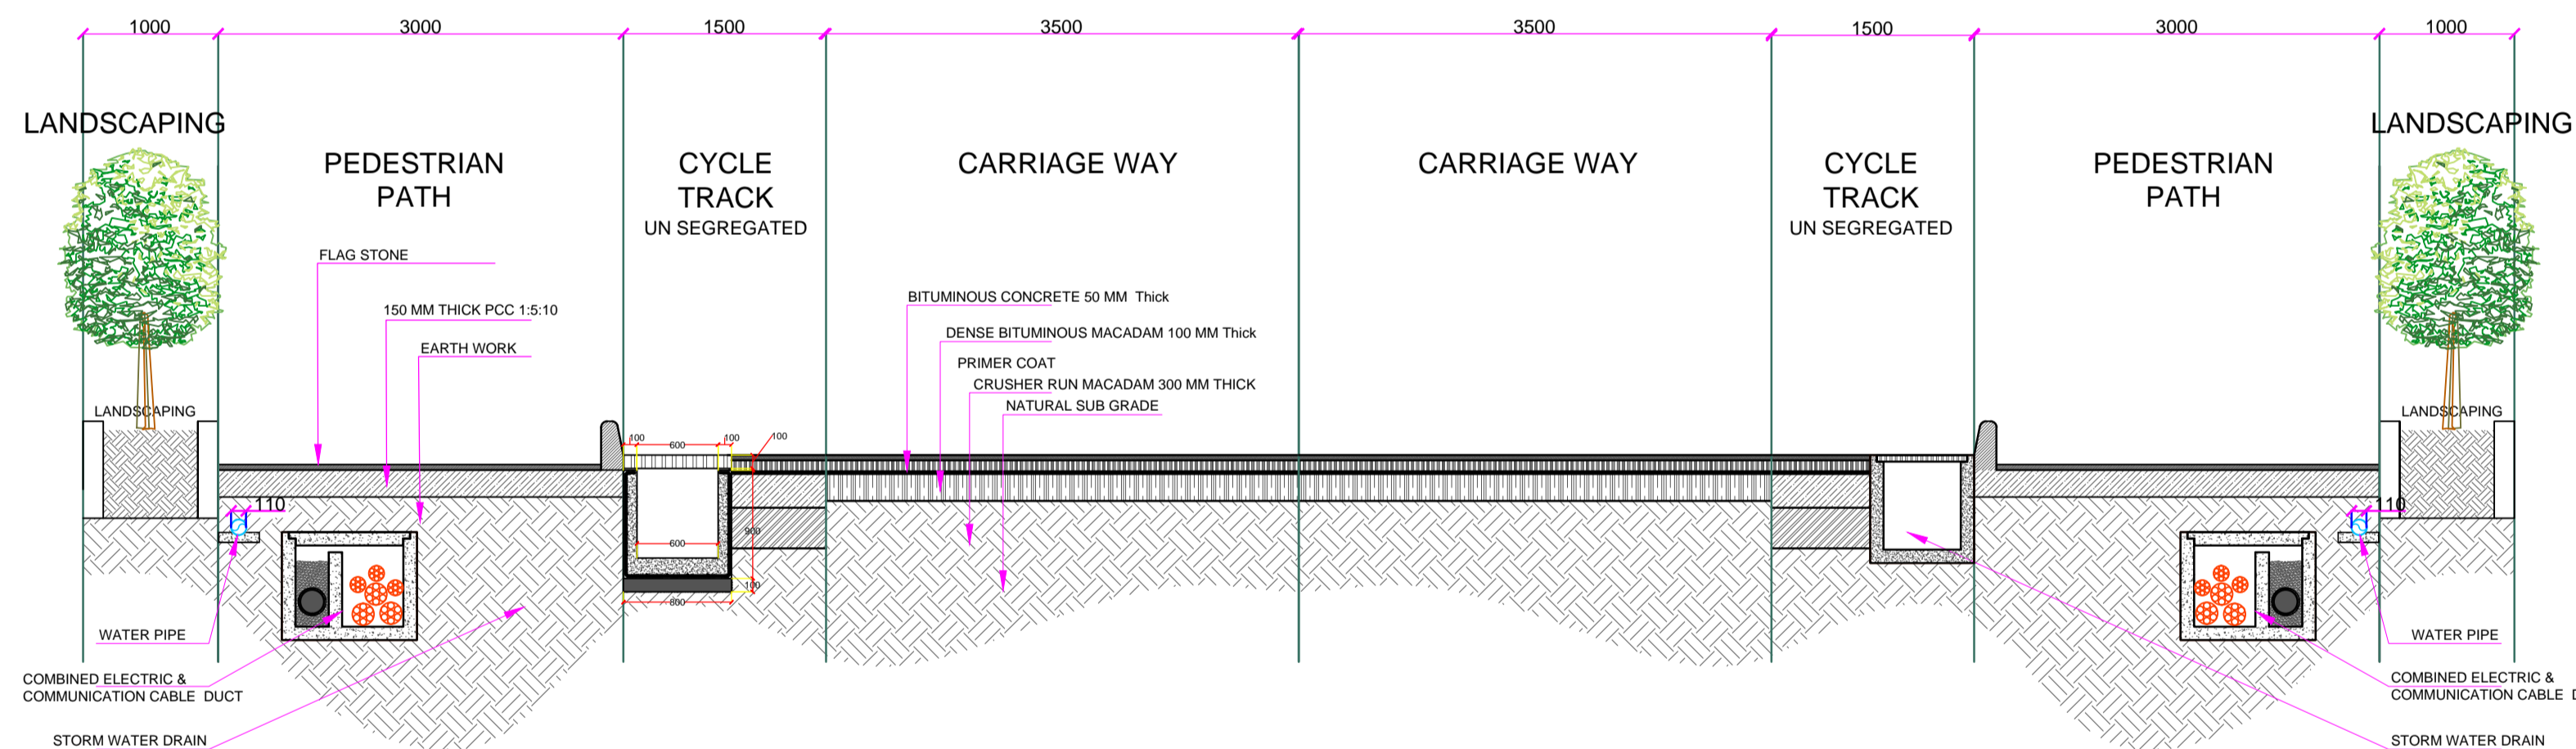 1000
3000
1500
3500
3500
1500
3000
1000
LANDSCAPING
LANDSCAPING
PEDESTRIAN
PATH
CYCLE
TRACK
UN SEGREGATED
CARRIAGE WAY
CARRIAGE WAY
CYCLE
TRACK
UN SEGREGATED
PEDESTRIAN
PATH
FLAG STONE
150 MM THICK PCC 1:5:10
EARTH WORK
BITUMINOUS CONCRETE 50 MM Thick
DENSE BITUMINOUS MACADAM 100 MM Thick
PRIMER COAT
CRUSHER RUN MACADAM 300 MM THICK
NATURAL SUB GRADE
LANDSCAPING
LANDSCAPING
100
600
100
100
110
110
900
600
100
800
WATER PIPE
COMBINED ELECTRIC &
COMMUNICATION CABLE DUCT
STORM WATER DRAIN
WATER PIPE
COMBINED ELECTRIC &
COMMUNICATION CABLE
STORM WATER DRAIN